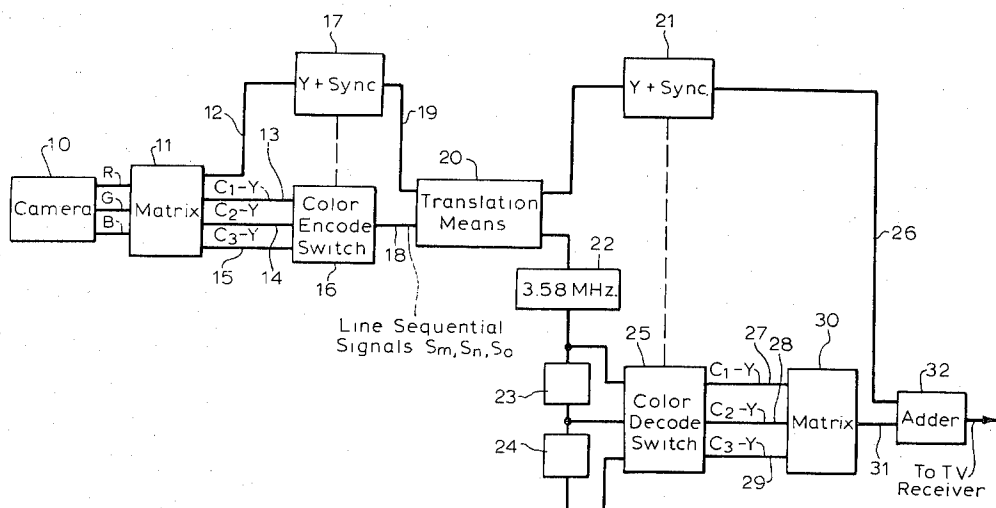 17
Y + Sync
21
Y + Sync.
12
19
10
Camera
R
G
B
11
Matrix
C1-Y
13
C2-Y
14
C3-Y
15
Color
Encode
Switch
16
18
20
Translation
Means
Line Sequential
Signals Sm, Sn, So
22
3.58 MHz.
23
24
25
Color
Decode
Switch
26
C1-Y
27
28
C2-Y
C3-Y
29
30
Matrix
31
32
Adder
To TV
Receiver